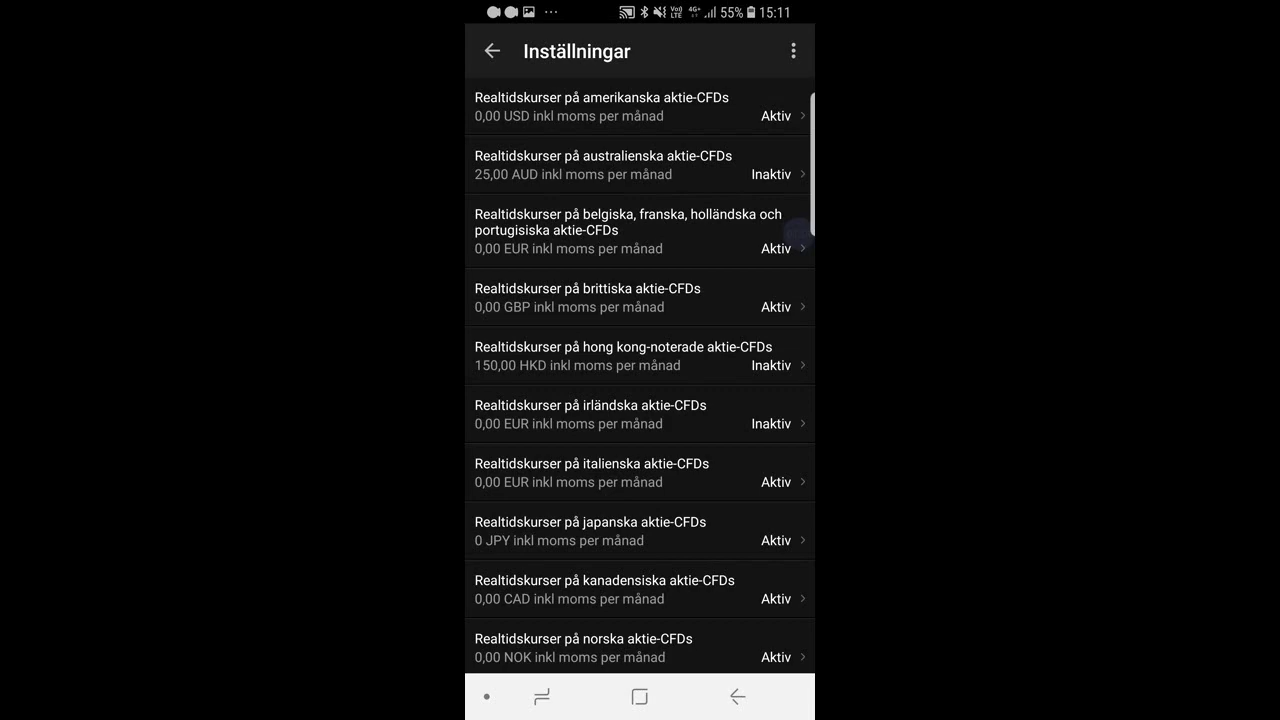 55% 15:11
Inställningar
Realtidskurser på amerikanska aktie-CFDs
0,00 USD inkl moms per månad Aktiv
Realtidskurser på australienska aktie-CFDs
25,00 AUD inkl moms per månad Inaktiv
Realtidskurser på belgiska, franska, holländska och
portugisiska aktie-CFDs
0,00 EUR inkl moms per månad Aktiv
Realtidskurser på brittiska aktie-CFDs
0,00 GBP inkl moms per månad Aktiv
Realtidskurser på hong kong-noterade aktie-CFDs
150,00 HKD inkl moms per månad Inaktiv
Realtidskurser på irländska aktie-CFDs
0,00 EUR inkl moms per månad Inaktiv
Realtidskurser på italienska aktie-CFDs
0,00 EUR inkl moms per månad Aktiv
Realtidskurser på japanska aktie-CFDs
0 JPY inkl moms per månad Aktiv
Realtidskurser på kanadensiska aktie-CFDs
0,00 CAD inkl moms per månad Aktiv
Realtidskurser på norska aktie-CFDs
0,00 NOK inkl moms per månad Aktiv